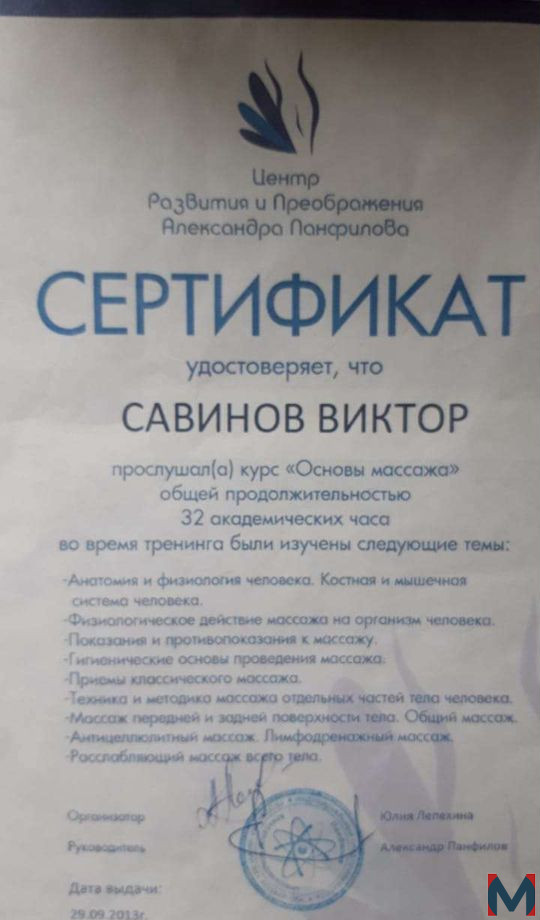 Центр
Развития и Преображения
Александра Панфилова
СЕРТИФИКАТ
удостоверяет, что
САВИНОВ ВИКТОР
прослушал(а) курс «Основы массажа»
общей продолжительностью
32 академических часа
во время тренинга были изучены следующие темы:
-Анатомия и физиология человека. Костная и мышечная
система человека.
-Физиологическое действие массажа на организм человека.
-Показания и противопоказания к массажу.
-Гигиенические основы проведения массажа.
-Приемы классического массажа.
-Техника и методика массажа отдельных частей тела человека.
-Массаж передней и задней поверхности тела. Общий массаж.
-Антицеллюлитный массаж. Лимфодренажный массаж.
-Расслабляющий массаж всего тела.
Организатор Юлия Лепехина
Руководитель Александр Панфилов
Дата выдачи:
29.09.2013г.
M